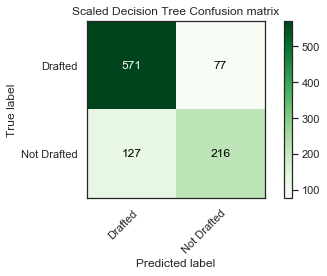 Scaled Decision Tree Confusion matrix
Drafted
571
77
Not Drafted
127
216
True label
Drafted
Not Drafted
Predicted label
500
400
300
200
100